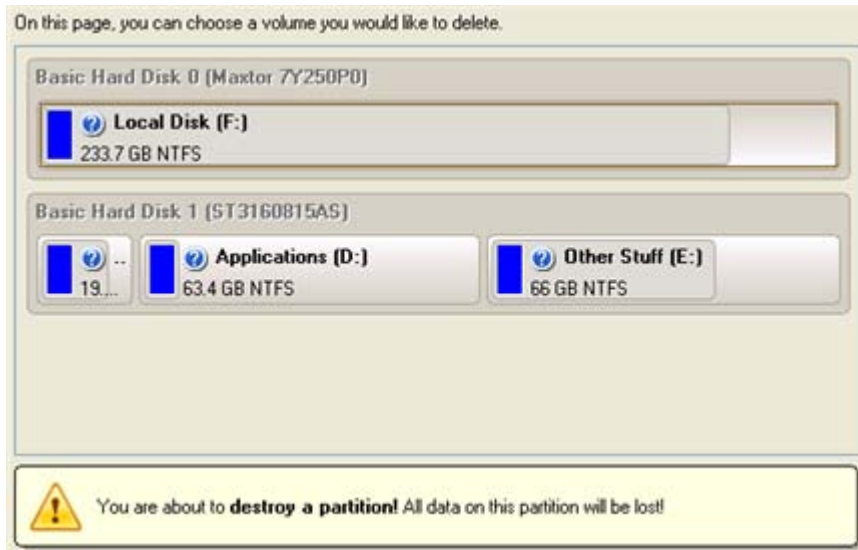 On this page, you can choose a volume you would like to delete.
Basic Hard Disk 0 (Maxtor 7Y250P0)
Local Disk (F:)
233.7 GB NTFS
Basic Hard Disk 1 (ST3160815AS)
.. Applications (D:) Other Stuff (E:)
19.... 63.4 GB NTFS 66 GB NTFS
You are about to destroy a partition! All data on this partition will be lost!